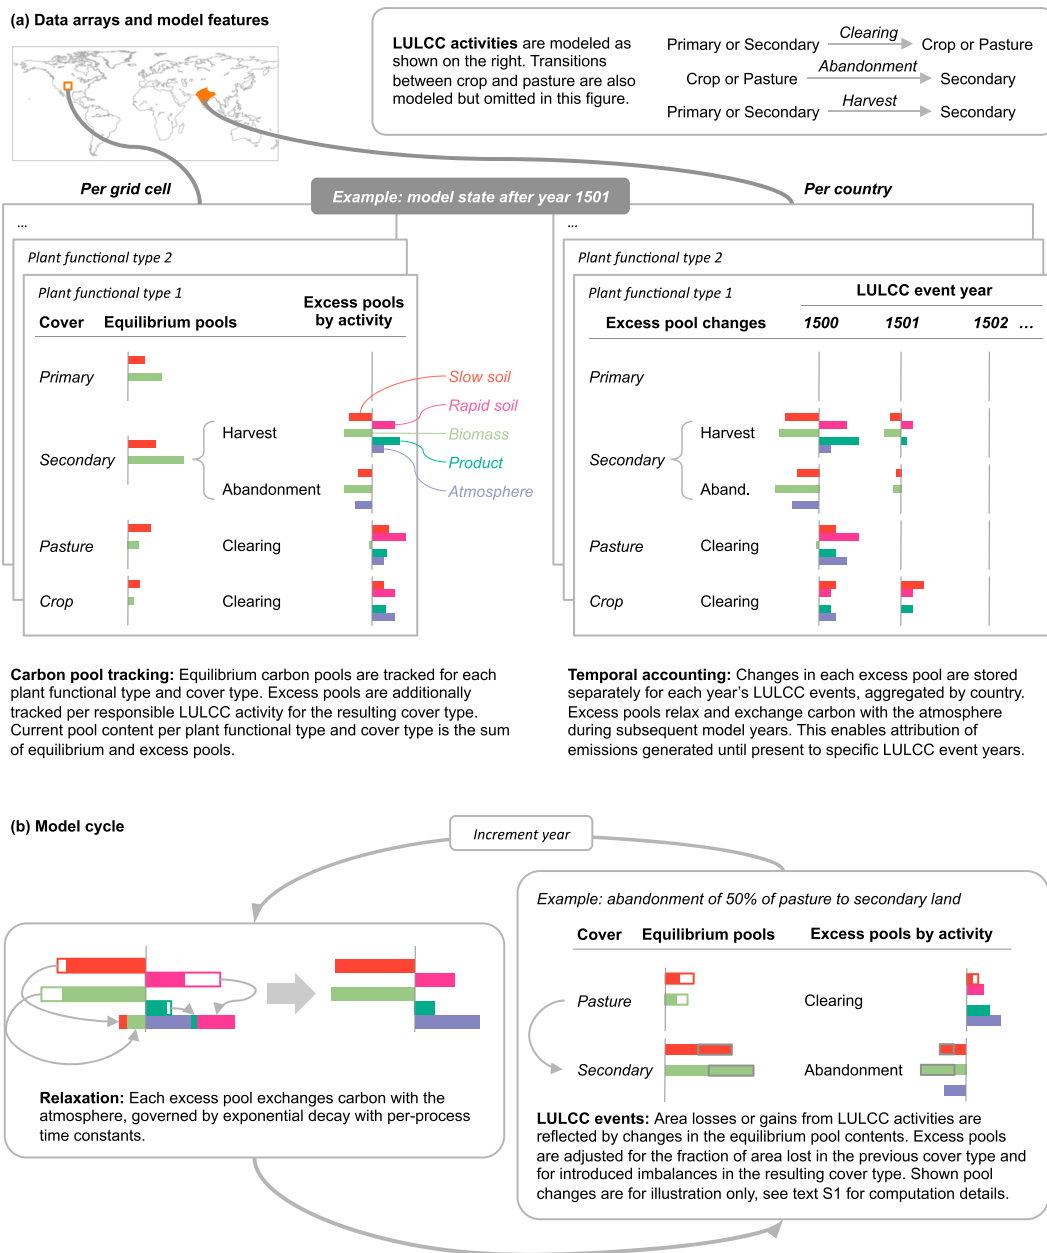 (a) Data arrays and model features
LULCC activities are modeled as
shown on the right. Transitions
between crop and pasture are also
modeled but omitted in this figure.
Primary or Secondary Clearing Crop or Pasture
Crop or Pasture Abandonment Secondary
Primary or Secondary Harvest Secondary
Per grid cell
Example: model state after year 1501
Per country
...
Plant functional type 2
Plant functional type 1
Cover Equilibrium pools
Excess pools
by activity
Primary
Secondary
Harvest
Abandonment
Pasture Clearing
Crop Clearing
Slow soil
Rapid soil
Biomass
Product
Atmosphere
...
Plant functional type 2
Plant functional type 1
LULCC event year
Excess pool changes 1500 1501 1502 ...
Primary
Secondary
Harvest
Aband.
Pasture Clearing
Crop Clearing
Carbon pool tracking: Equilibrium carbon pools are tracked for each
plant functional type and cover type. Excess pools are additionally
tracked per responsible LULCC activity for the resulting cover type.
Current pool content per plant functional type and cover type is the sum
of equilibrium and excess pools.
Temporal accounting: Changes in each excess pool are stored
separately for each year's LULCC events, aggregated by country.
Excess pools relax and exchange carbon with the atmosphere
during subsequent model years. This enables attribution of
emissions generated until present to specific LULCC event years.
(b) Model cycle
Increment year
Relaxation: Each excess pool exchanges carbon with the
atmosphere, governed by exponential decay with per-process
time constants.
Example: abandonment of 50% of pasture to secondary land
Cover Equilibrium pools Excess pools by activity
Pasture Clearing
Secondary Abandonment
LULCC events: Area losses or gains from LULCC activities are
reflected by changes in the equilibrium pool contents. Excess pools
are adjusted for the fraction of area lost in the previous cover type and
for introduced imbalances in the resulting cover type. Shown pool
changes are for illustration only, see text S1 for computation details.